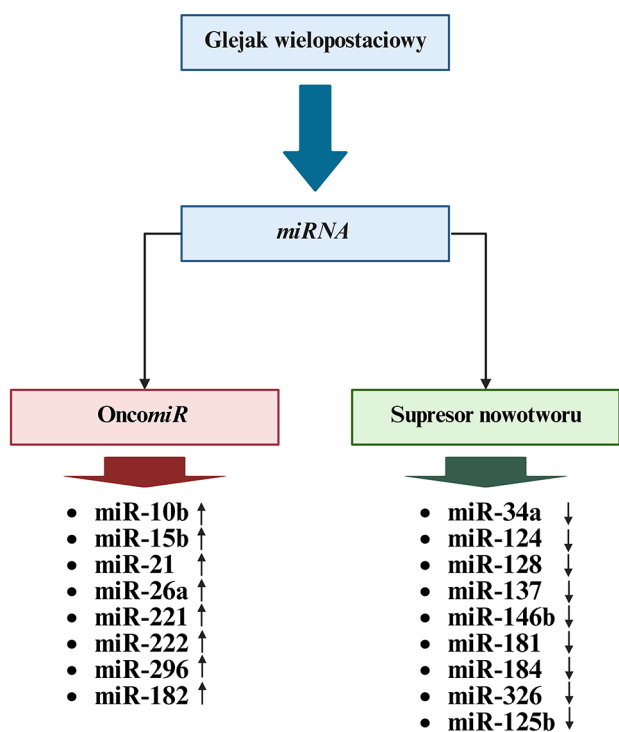 Glejak wielopostaciowy
miRNA
OncomiR
Supresor nowotworu
• miR-10b ↑
• miR-15b ↑
• miR-21 ↑
• miR-26a ↑
• miR-221 ↑
• miR-222 ↑
• miR-296 ↑
• miR-182 ↑
• miR-34a ↓
• miR-124 ↓
• miR-128 ↓
• miR-137 ↓
• miR-146b ↓
• miR-181 ↓
• miR-184 ↓
• miR-326 ↓
• miR-125b ↓